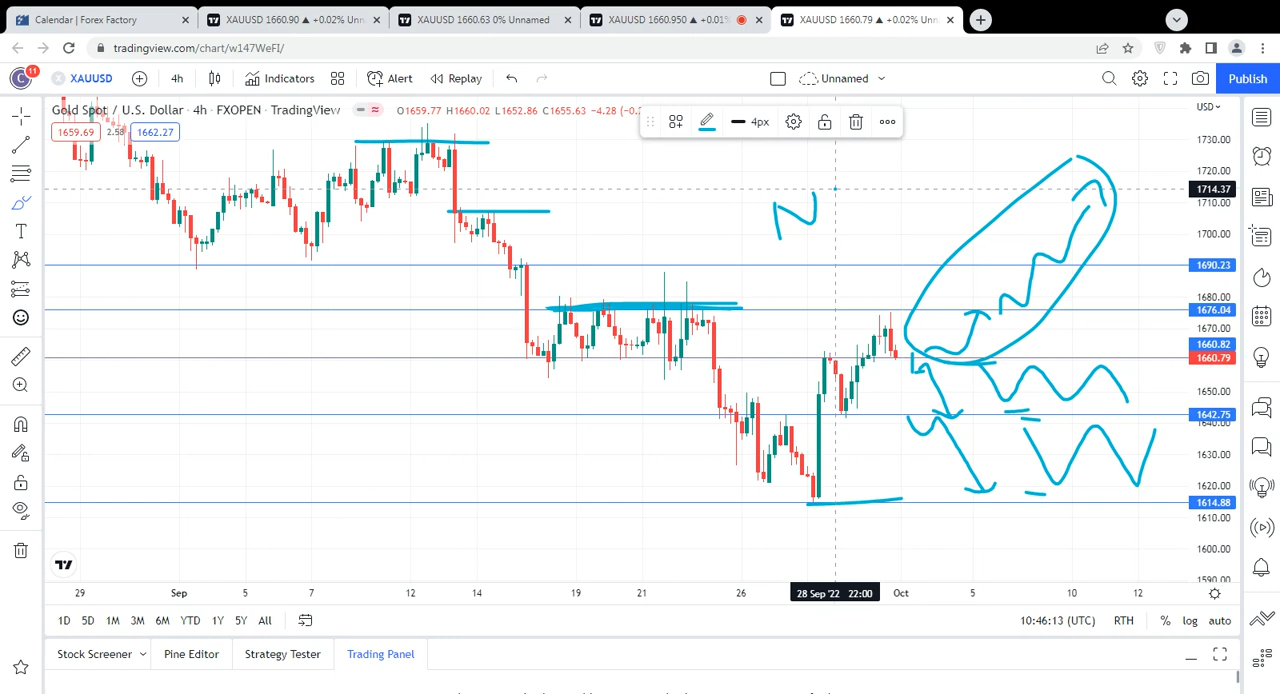 Calendar | Forex Factory
XAUUSD 1660.90 ▲ +0.02% Un
XAUUSD 1660.63 0% Unnamed
XAUUSD 1660.950 ▲ +0.01%
XAUUSD 1660.79 ▲ +0.02% Un
tradingview.com/chart/w147WeFI/
C 11 XAUUSD 4h Indicators Alert Replay Unnamed Publish
Gold Spot / U.S. Dollar · 4h · FXOPEN · TradingView O1659.77 H1660.02 L1652.86 C1655.63 -4.28 (-0.
USD
1659.69 2.58 1662.27
4px
1730.00
1720.00
1714.37
1710.00
1700.00
1690.23
1680.00
1676.04
1670.00
1660.82
1660.79
1650.00
1642.75
1640.00
1630.00
1620.00
1614.88
1610.00
1600.00
1590.00
29 Sep 5 7 12 14 19 21 26 28 Sep '22 22:00 Oct 5 10 12
1D 5D 1M 3M 6M YTD 1Y 5Y All 10:46:13 (UTC) RTH % log auto
Stock Screener Pine Editor Strategy Tester Trading Panel